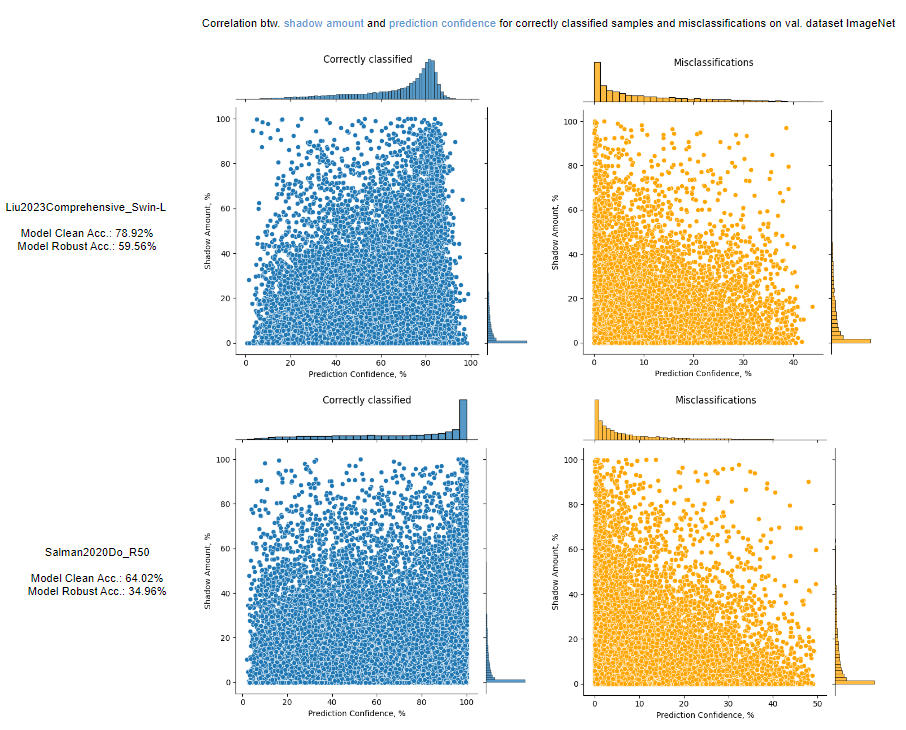 Correlation btw. shadow amount and prediction confidence for correctly classified samples and misclassifications on val. dataset ImageNet
Correctly classified
Misclassifications
Liu2023Comprehensive_Swin-L
Model Clean Acc.: 78.92%
Model Robust Acc.: 59.56%
Shadow Amount, %
100
80
60
40
20
0
0 20 40 60 80 100
Prediction Confidence, %
Shadow Amount, %
100
80
60
40
20
0
0 10 20 30 40
Prediction Confidence, %
Correctly classified
Misclassifications
Salman2020Do_R50
Model Clean Acc.: 64.02%
Model Robust Acc.: 34.96%
Shadow Amount, %
100
80
60
40
20
0
0 20 40 60 80 100
Prediction Confidence, %
Shadow Amount, %
100
80
60
40
20
0
0 10 20 30 40 50
Prediction Confidence, %